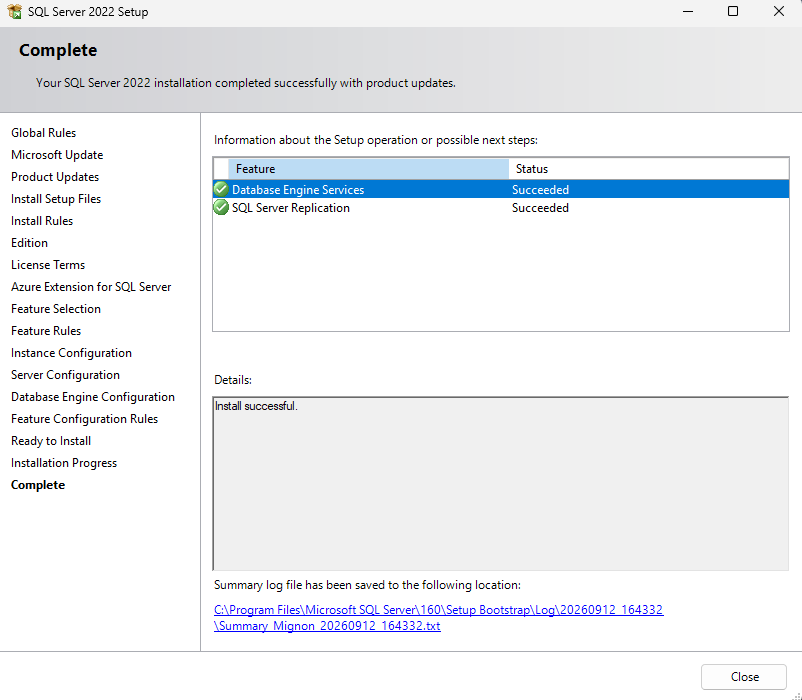 SQL Server 2022 Setup
Complete
Your SQL Server 2022 installation completed successfully with product updates.
Global Rules
Microsoft Update
Product Updates
Install Setup Files
Install Rules
Edition
License Terms
Azure Extension for SQL Server
Feature Selection
Feature Rules
Instance Configuration
Server Configuration
Database Engine Configuration
Feature Configuration Rules
Ready to Install
Installation Progress
Complete
Information about the Setup operation or possible next steps:
Feature Status
Database Engine Services Succeeded
SQL Server Replication Succeeded
Details:
Install successful.
Summary log file has been saved to the following location:
C:\Program Files\Microsoft SQL Server\160\Setup Bootstrap\Log\20260912_164332
\Summary_Mignon_20260912_164332.txt
Close